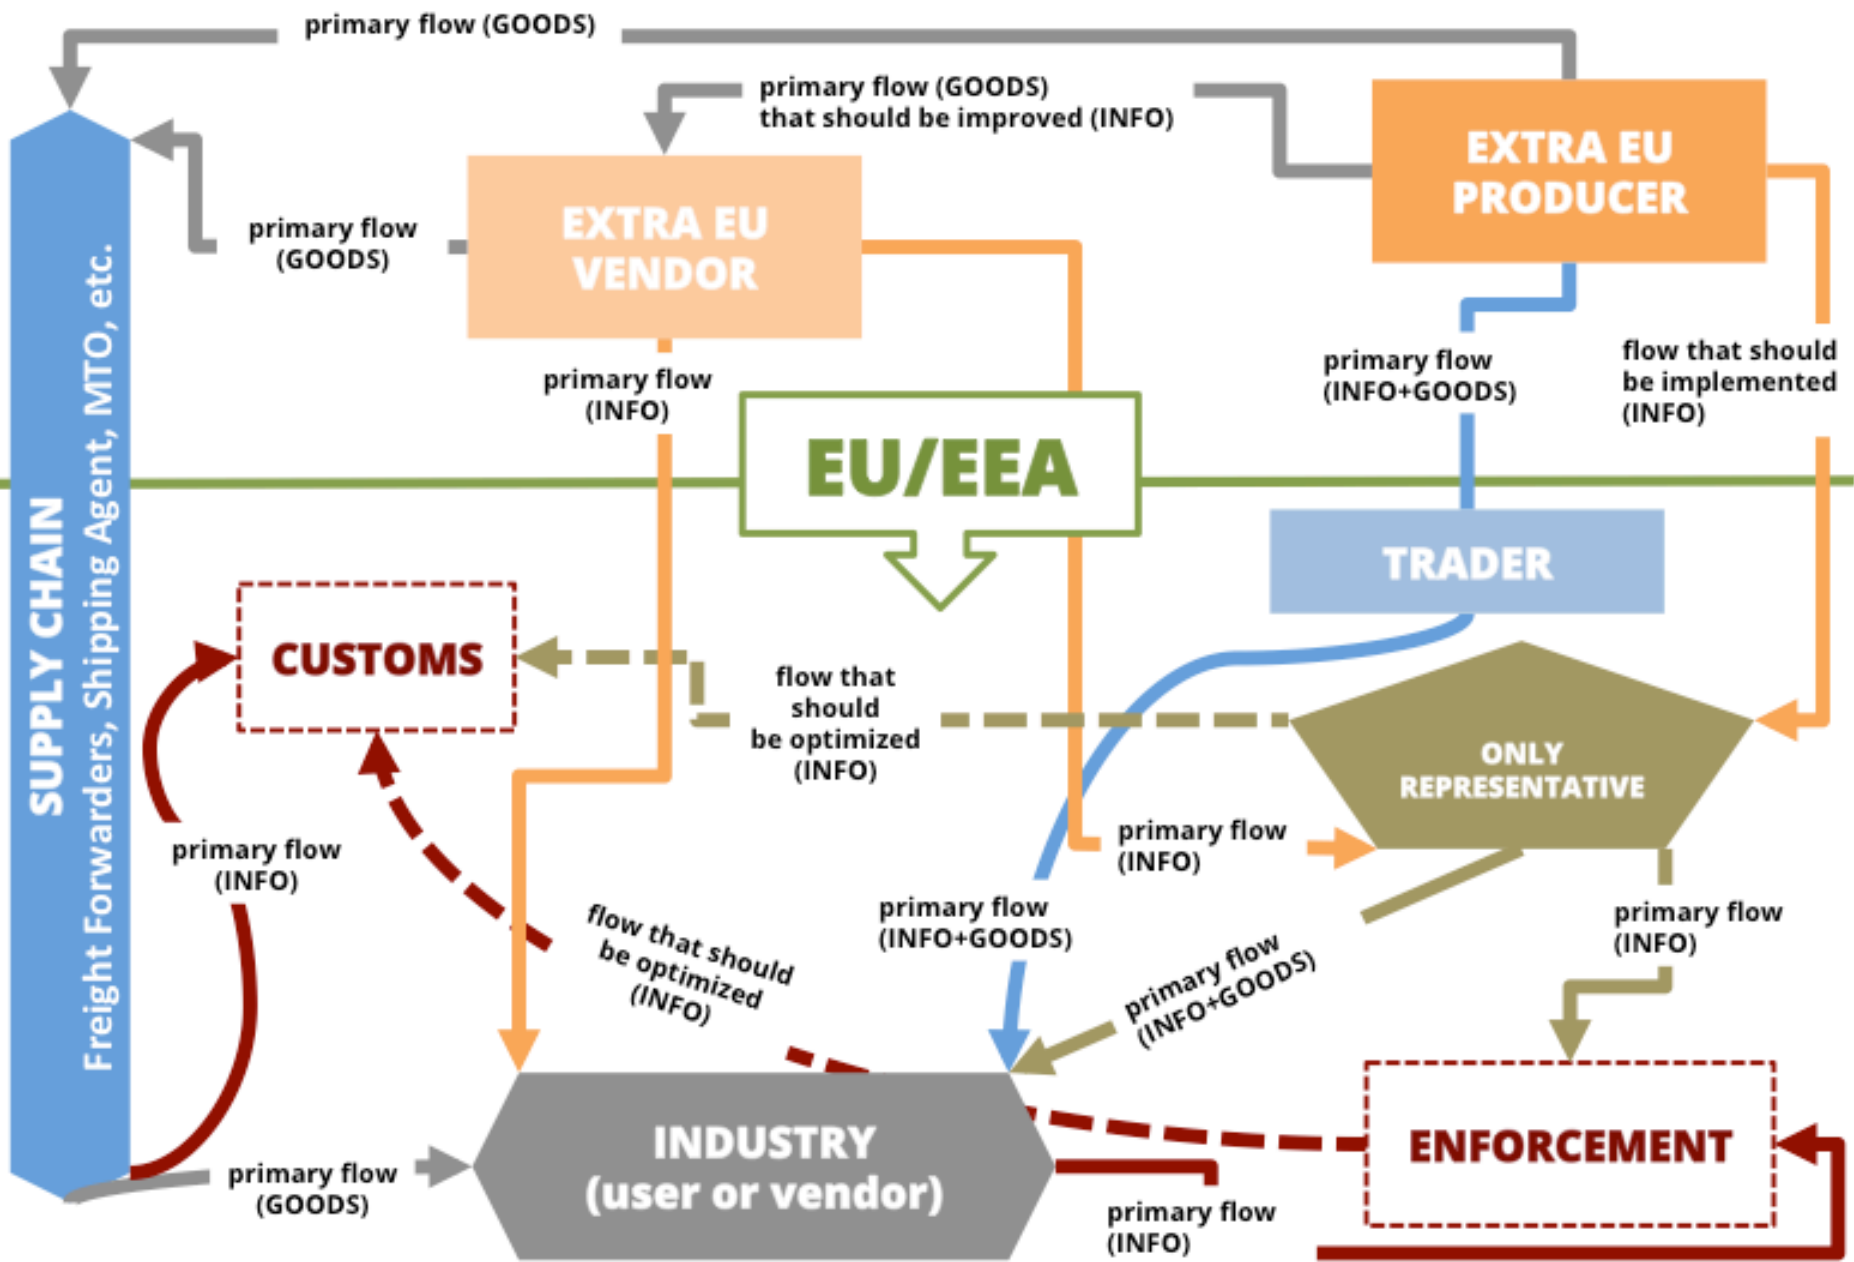 primary flow (GOODS)
primary flow (GOODS)
that should be improved (INFO)
EXTRA EU
PRODUCER
EXTRA EU
VENDOR
primary flow
(GOODS)
SUPPLY CHAIN
Freight Forwarders, Shipping Agent, MTO, etc.
primary flow
(INFO)
primary flow
(INFO+GOODS)
flow that should
be implemented
(INFO)
EU/EEA
TRADER
CUSTOMS
flow that
should
be optimized
(INFO)
ONLY
REPRESENTATIVE
primary flow
(INFO)
primary flow
(INFO)
primary flow
(INFO+GOODS)
flow that should
be optimized
(INFO)
primary flow
(INFO+GOODS)
primary flow
(INFO)
INDUSTRY
(user or vendor)
ENFORCEMENT
primary flow
(GOODS)
primary flow
(INFO)